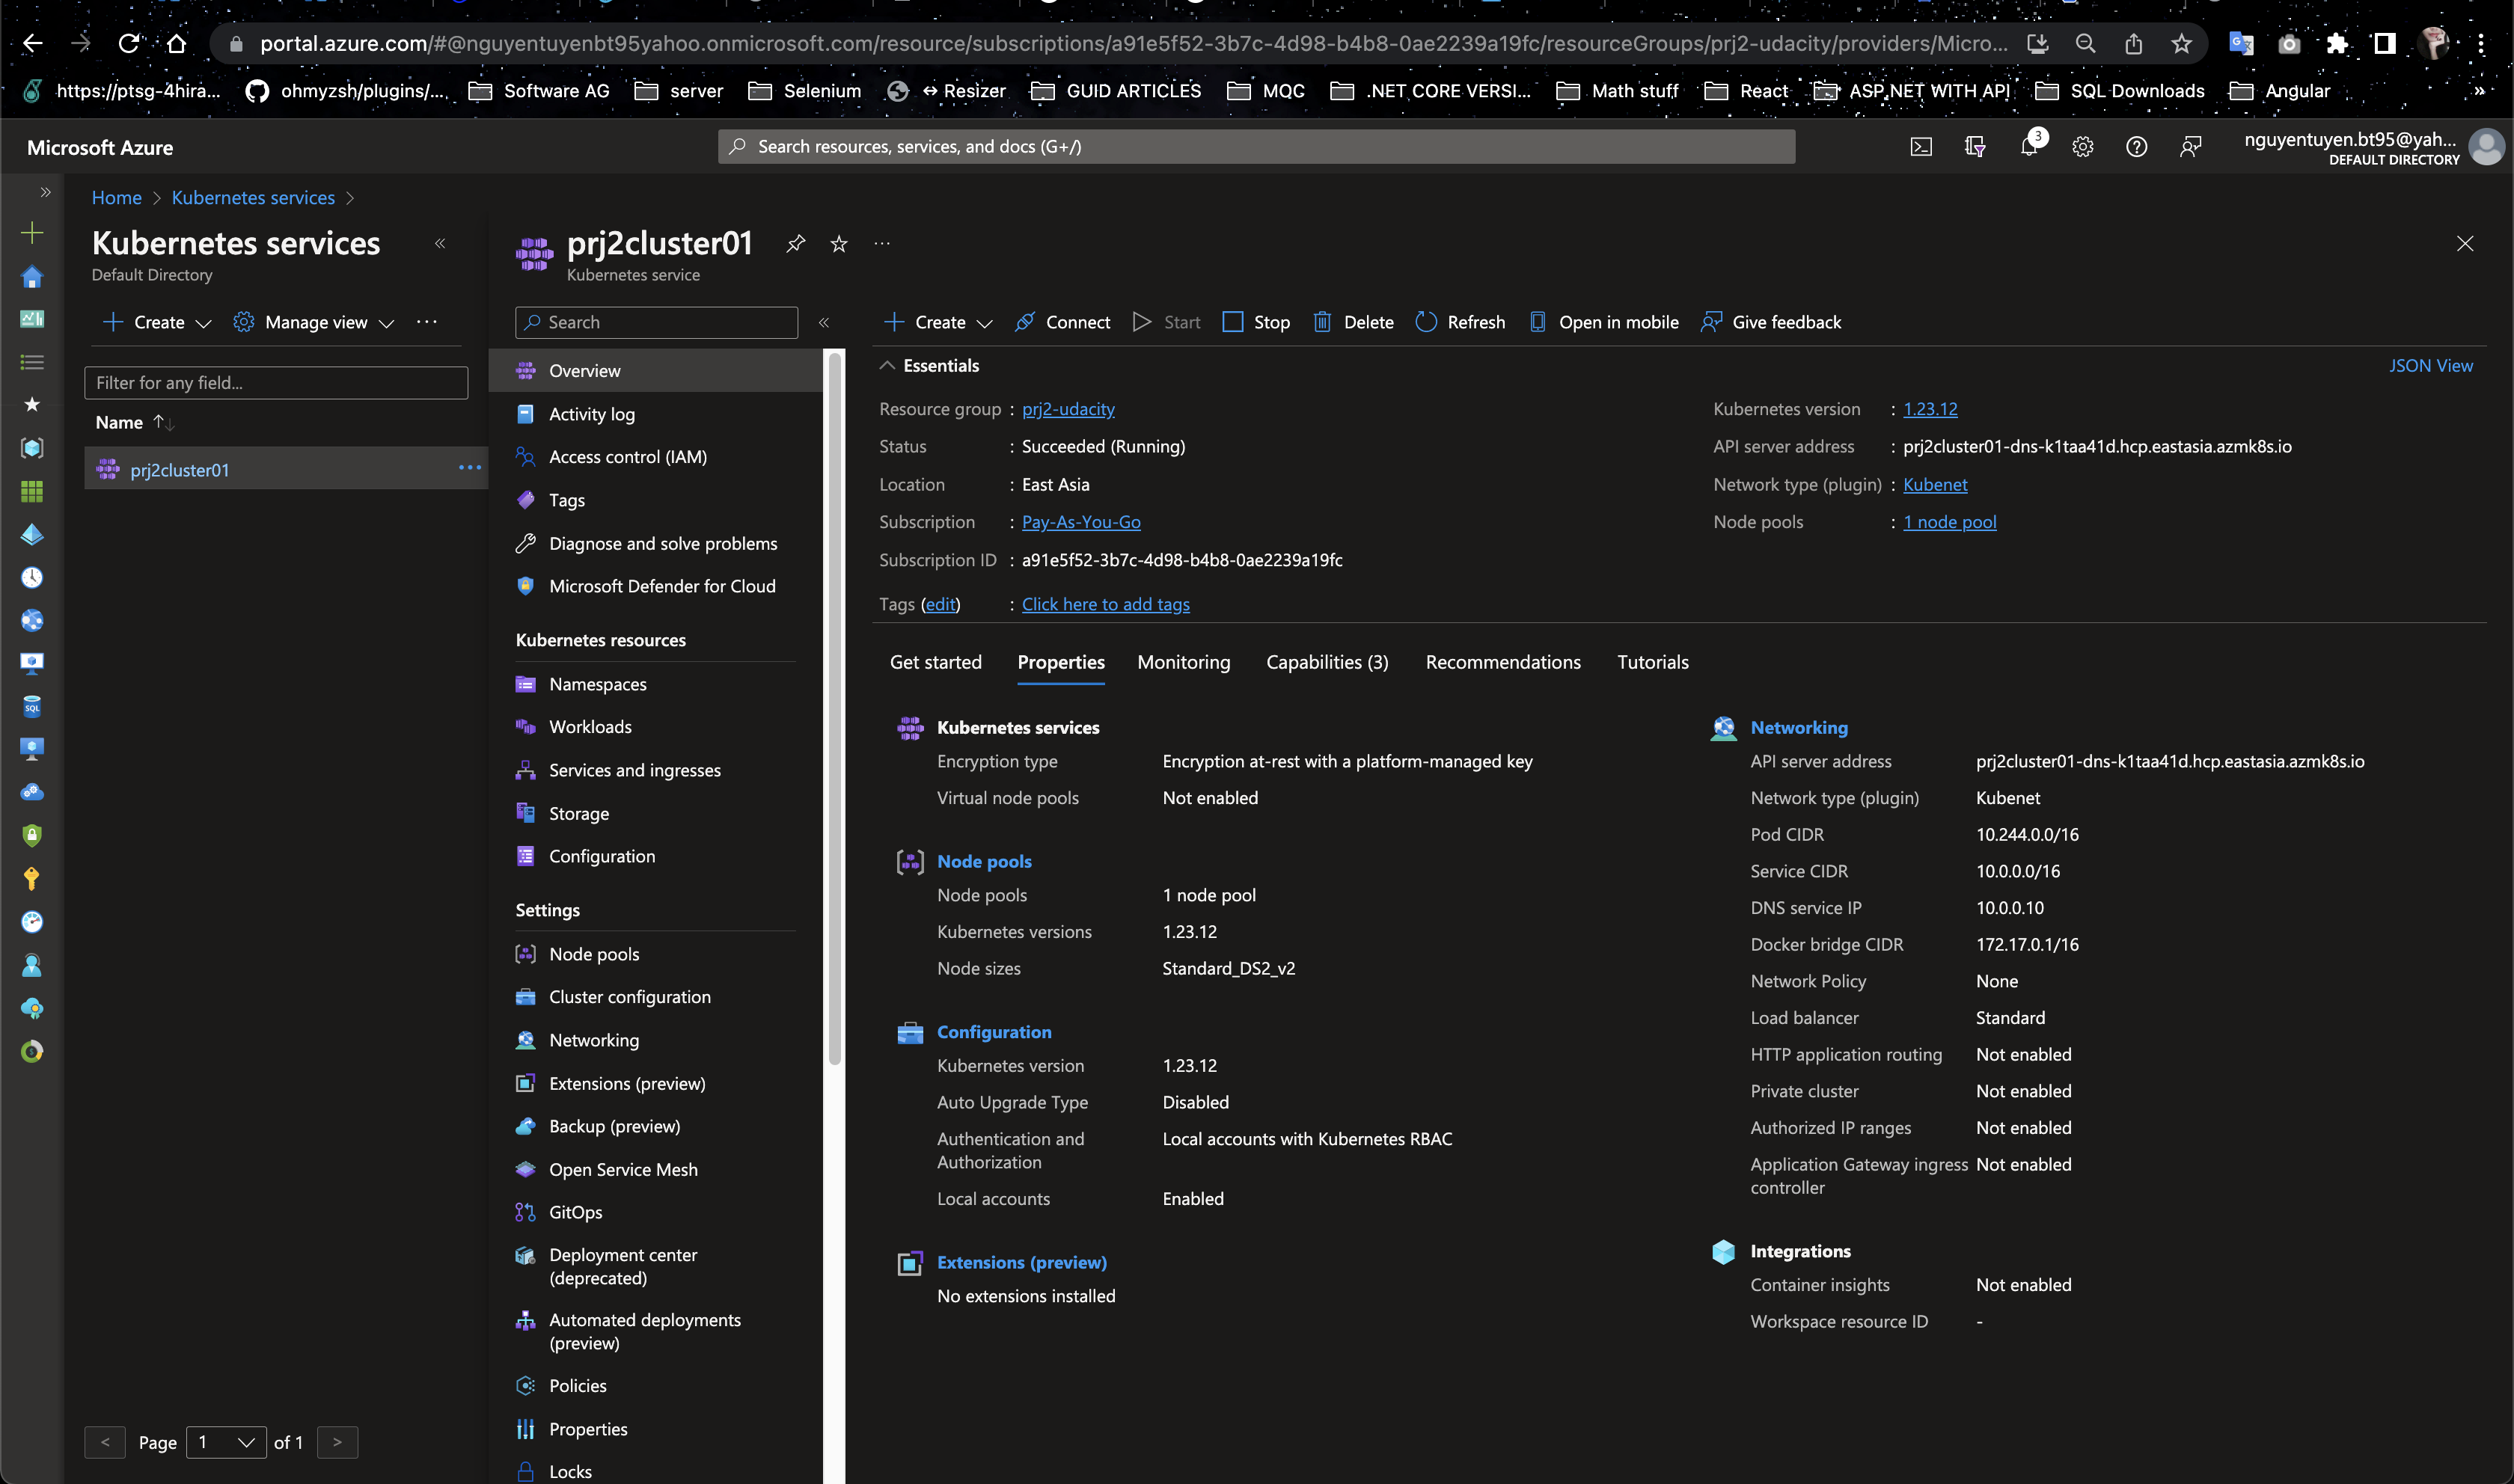 portal.azure.com/#@nguyentuyenbt95yahoo.onmicrosoft.com/resource/subscriptions/a91e5f52-3b7c-4d98-b4b8-0ae2239a19fc/resourceGroups/prj2-udacity/providers/Micro...
https://ptsg-4hira... ohmyzsh/plugins/... Software AG server Selenium ↔ Resizer GUID ARTICLES MQC .NET CORE VERSI... Math stuff React ASP.NET WITH API SQL Downloads Angular »
Microsoft Azure
Search resources, services, and docs (G+/)
3
nguyentuyen.bt95@yah...
DEFAULT DIRECTORY
Home > Kubernetes services >
Kubernetes services
Default Directory
Create Manage view ...
Filter for any field...
Name
prj2cluster01 ...
< Page 1 of 1 >
prj2cluster01 ...
Kubernetes service
Search
Overview
Activity log
Access control (IAM)
Tags
Diagnose and solve problems
Microsoft Defender for Cloud
Kubernetes resources
Namespaces
Workloads
Services and ingresses
Storage
Configuration
Settings
Node pools
Cluster configuration
Networking
Extensions (preview)
Backup (preview)
Open Service Mesh
GitOps
Deployment center
(deprecated)
Automated deployments
(preview)
Policies
Properties
Locks
Create Connect Start Stop Delete Refresh Open in mobile Give feedback
Essentials
JSON View
Resource group : prj2-udacity
Status : Succeeded (Running)
Location : East Asia
Subscription : Pay-As-You-Go
Subscription ID : a91e5f52-3b7c-4d98-b4b8-0ae2239a19fc
Tags (edit) : Click here to add tags
Kubernetes version : 1.23.12
API server address : prj2cluster01-dns-k1taa41d.hcp.eastasia.azmk8s.io
Network type (plugin) : Kubenet
Node pools : 1 node pool
Get started Properties Monitoring Capabilities (3) Recommendations Tutorials
Kubernetes services
Encryption type Encryption at-rest with a platform-managed key
Virtual node pools Not enabled
Node pools
Node pools 1 node pool
Kubernetes versions 1.23.12
Node sizes Standard_DS2_v2
Configuration
Kubernetes version 1.23.12
Auto Upgrade Type Disabled
Authentication and Local accounts with Kubernetes RBAC
Authorization
Local accounts Enabled
Extensions (preview)
No extensions installed
Networking
API server address prj2cluster01-dns-k1taa41d.hcp.eastasia.azmk8s.io
Network type (plugin) Kubenet
Pod CIDR 10.244.0.0/16
Service CIDR 10.0.0.0/16
DNS service IP 10.0.0.10
Docker bridge CIDR 172.17.0.1/16
Network Policy None
Load balancer Standard
HTTP application routing Not enabled
Private cluster Not enabled
Authorized IP ranges Not enabled
Application Gateway ingress Not enabled
controller
Integrations
Container insights Not enabled
Workspace resource ID -